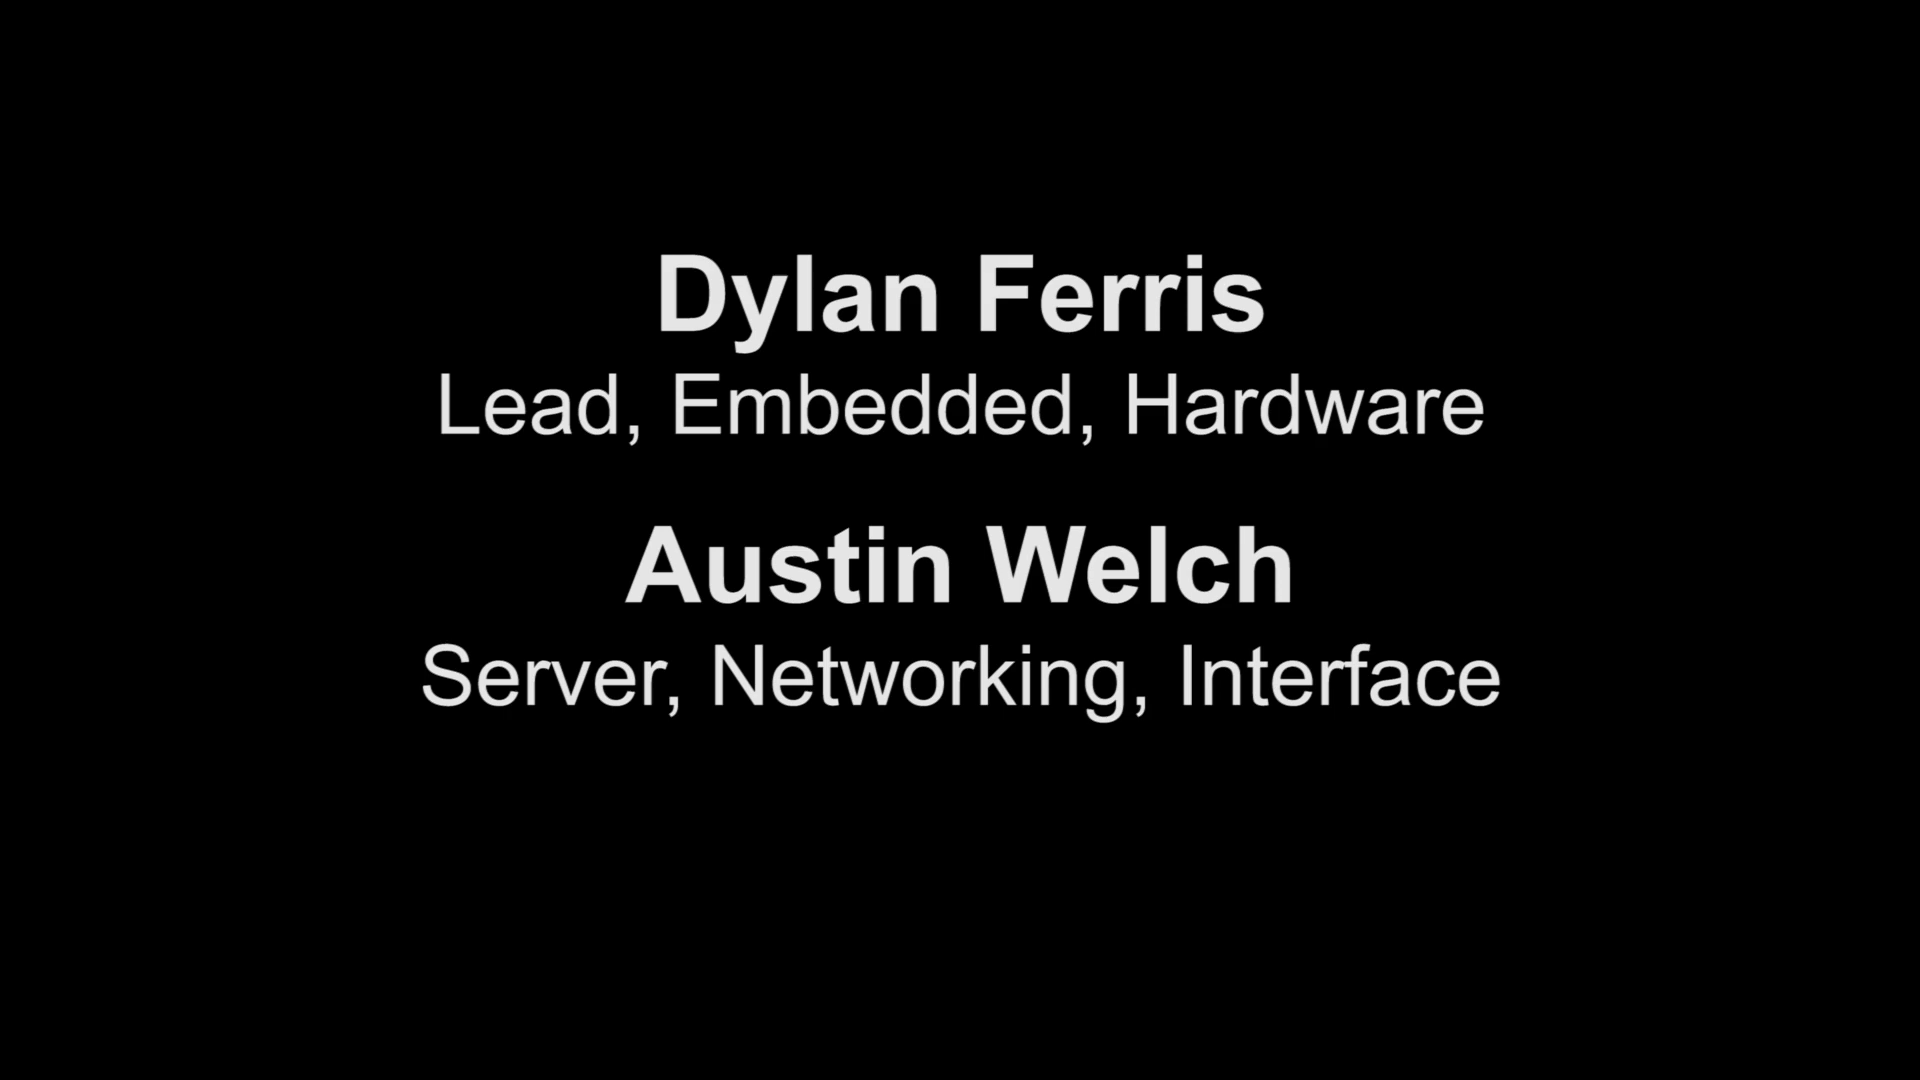 Dylan Ferris
Lead, Embedded, Hardware
Austin Welch
Server, Networking, Interface